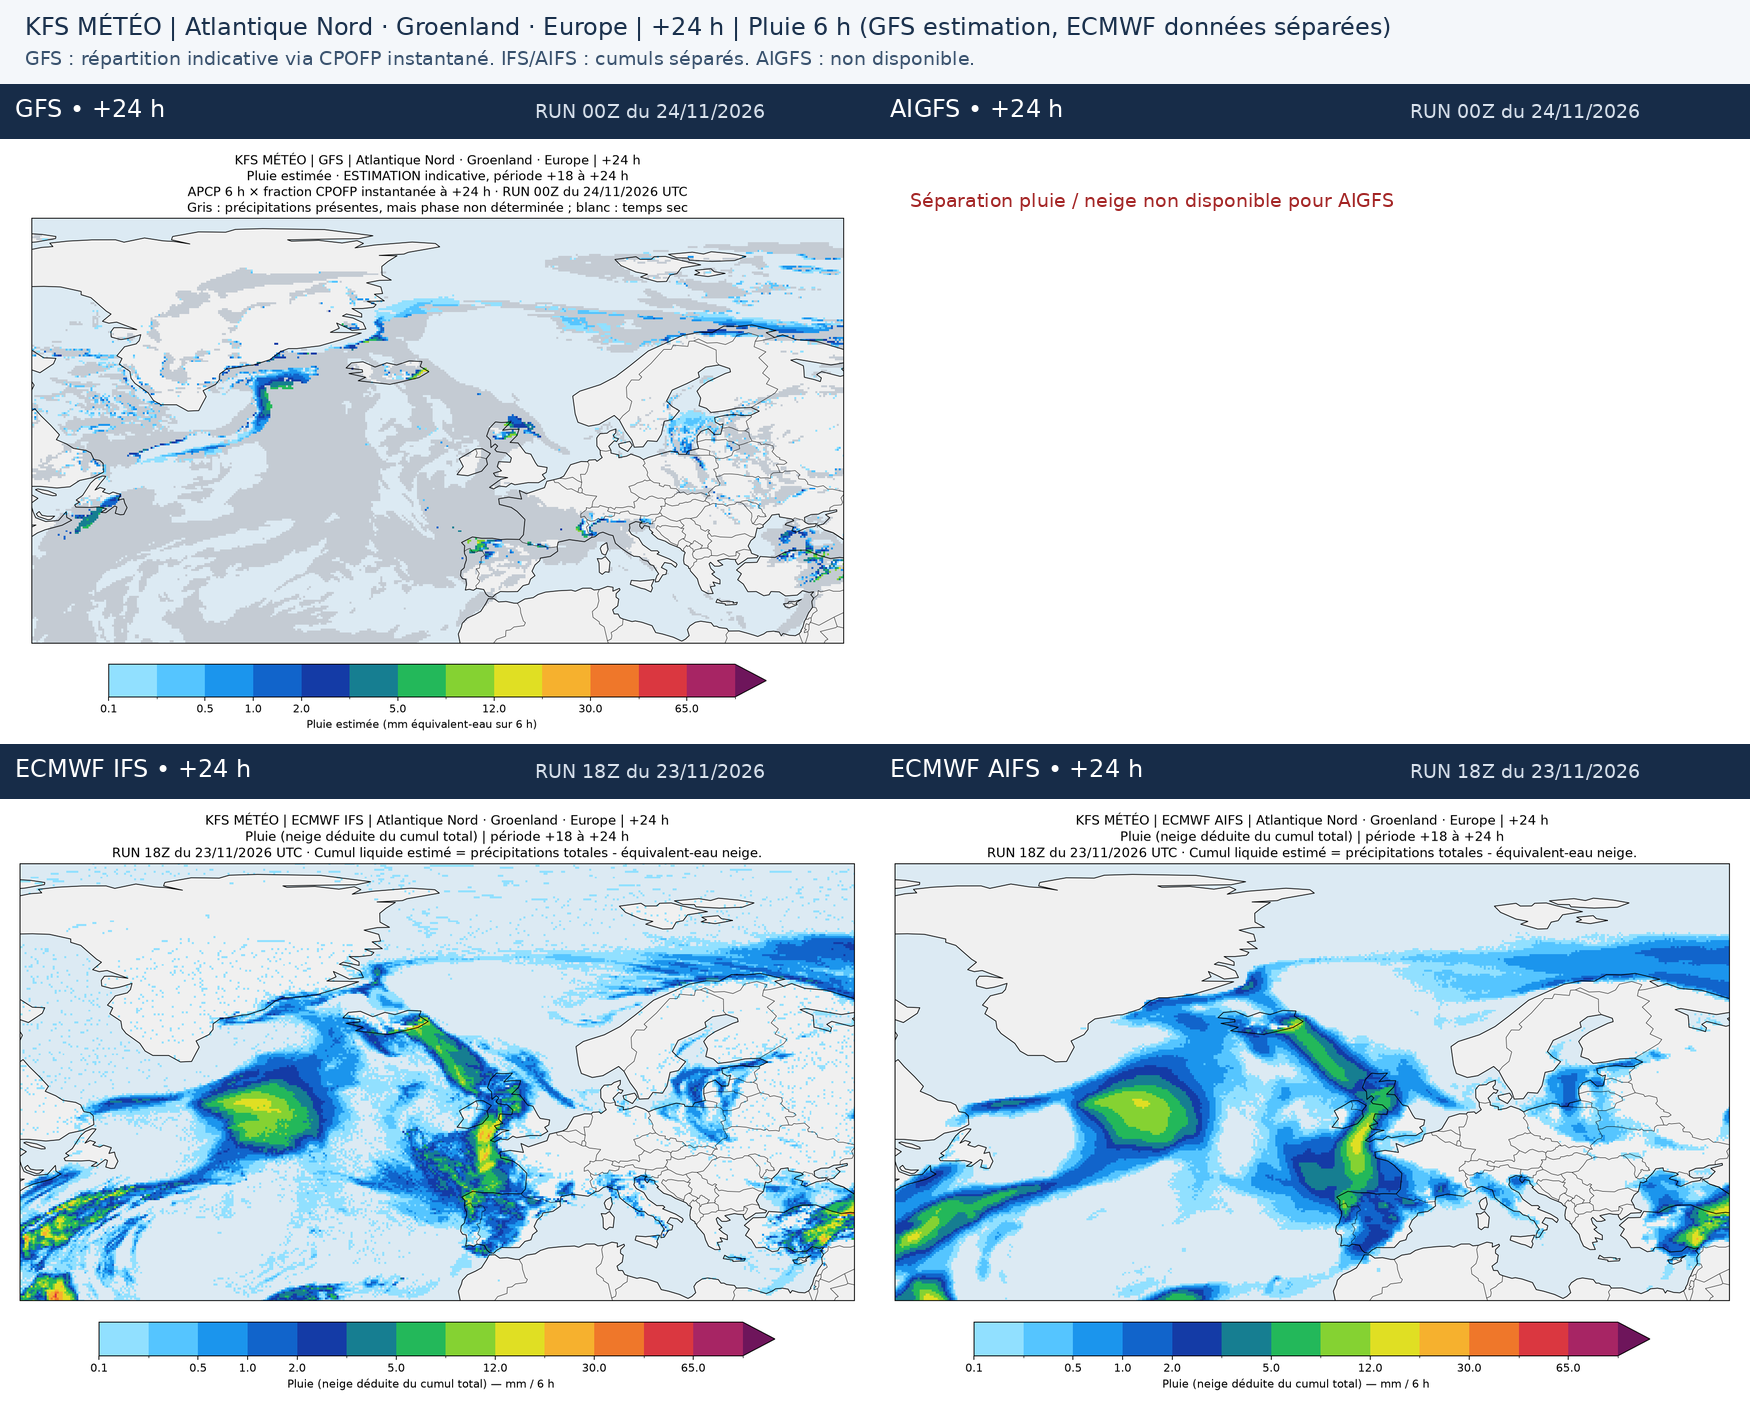 KFS MÉTÉO | Atlantique Nord · Groenland · Europe | +24 h | Pluie 6 h (GFS estimation, ECMWF données séparées)
GFS : répartition indicative via CPOFP instantané. IFS/AIFS : cumuls séparés. AIGFS : non disponible.
GFS • +24 h
RUN 00Z du 24/11/2026
AIGFS • +24 h
RUN 00Z du 24/11/2026
KFS MÉTÉO | GFS | Atlantique Nord · Groenland · Europe | +24 h
Pluie estimée · ESTIMATION indicative, période +18 à +24 h
APCP 6 h × fraction CPOFP instantanée à +24 h · RUN 00Z du 24/11/2026 UTC
Gris : précipitations présentes, mais phase non déterminée ; blanc : temps sec
Séparation pluie / neige non disponible pour AIGFS
0.1 0.5 1.0 2.0 5.0 12.0 30.0 65.0
Pluie estimée (mm équivalent-eau sur 6 h)
ECMWF IFS • +24 h
RUN 18Z du 23/11/2026
ECMWF AIFS • +24 h
RUN 18Z du 23/11/2026
KFS MÉTÉO | ECMWF IFS | Atlantique Nord · Groenland · Europe | +24 h
Pluie (neige déduite du cumul total) | période +18 à +24 h
RUN 18Z du 23/11/2026 UTC · Cumul liquide estimé = précipitations totales - équivalent-eau neige.
KFS MÉTÉO | ECMWF AIFS | Atlantique Nord · Groenland · Europe | +24 h
Pluie (neige déduite du cumul total) | période +18 à +24 h
RUN 18Z du 23/11/2026 UTC · Cumul liquide estimé = précipitations totales - équivalent-eau neige.
0.1 0.5 1.0 2.0 5.0 12.0 30.0 65.0
Pluie (neige déduite du cumul total) — mm / 6 h
0.1 0.5 1.0 2.0 5.0 12.0 30.0 65.0
Pluie (neige déduite du cumul total) — mm / 6 h